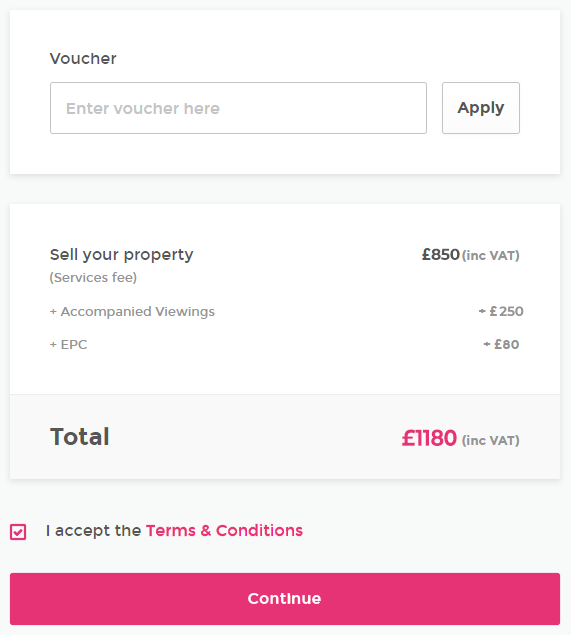 Voucher
Enter voucher here
Apply
Sell your property £850 (inc VAT)
(Services fee)
+ Accompanied Viewings + £250
+ EPC + £80
Total £1180 (inc VAT)
I accept the Terms & Conditions
Continue